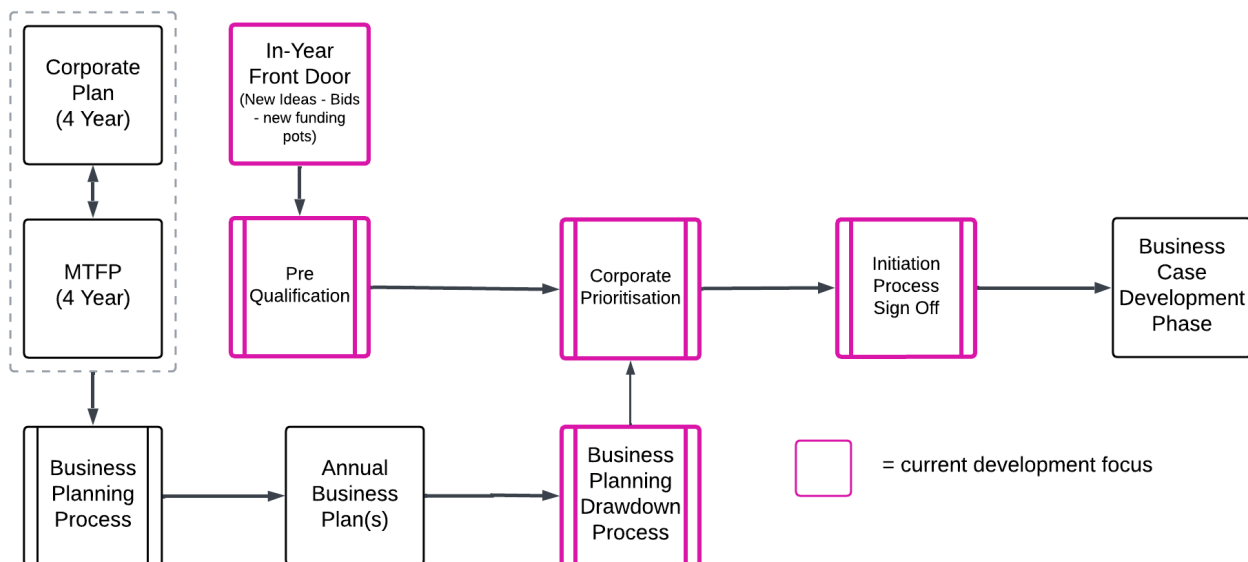 Corporate
Plan
(4 Year)
In-Year
Front Door
(New Ideas - Bids
- new funding
pots)
MTFP
(4 Year)
Pre
Qualification
Corporate
Prioritisation
Initiation
Process
Sign Off
Business
Case
Development
Phase
Business
Planning
Process
Annual
Business
Plan(s)
Business
Planning
Drawdown
Process
= current development focus